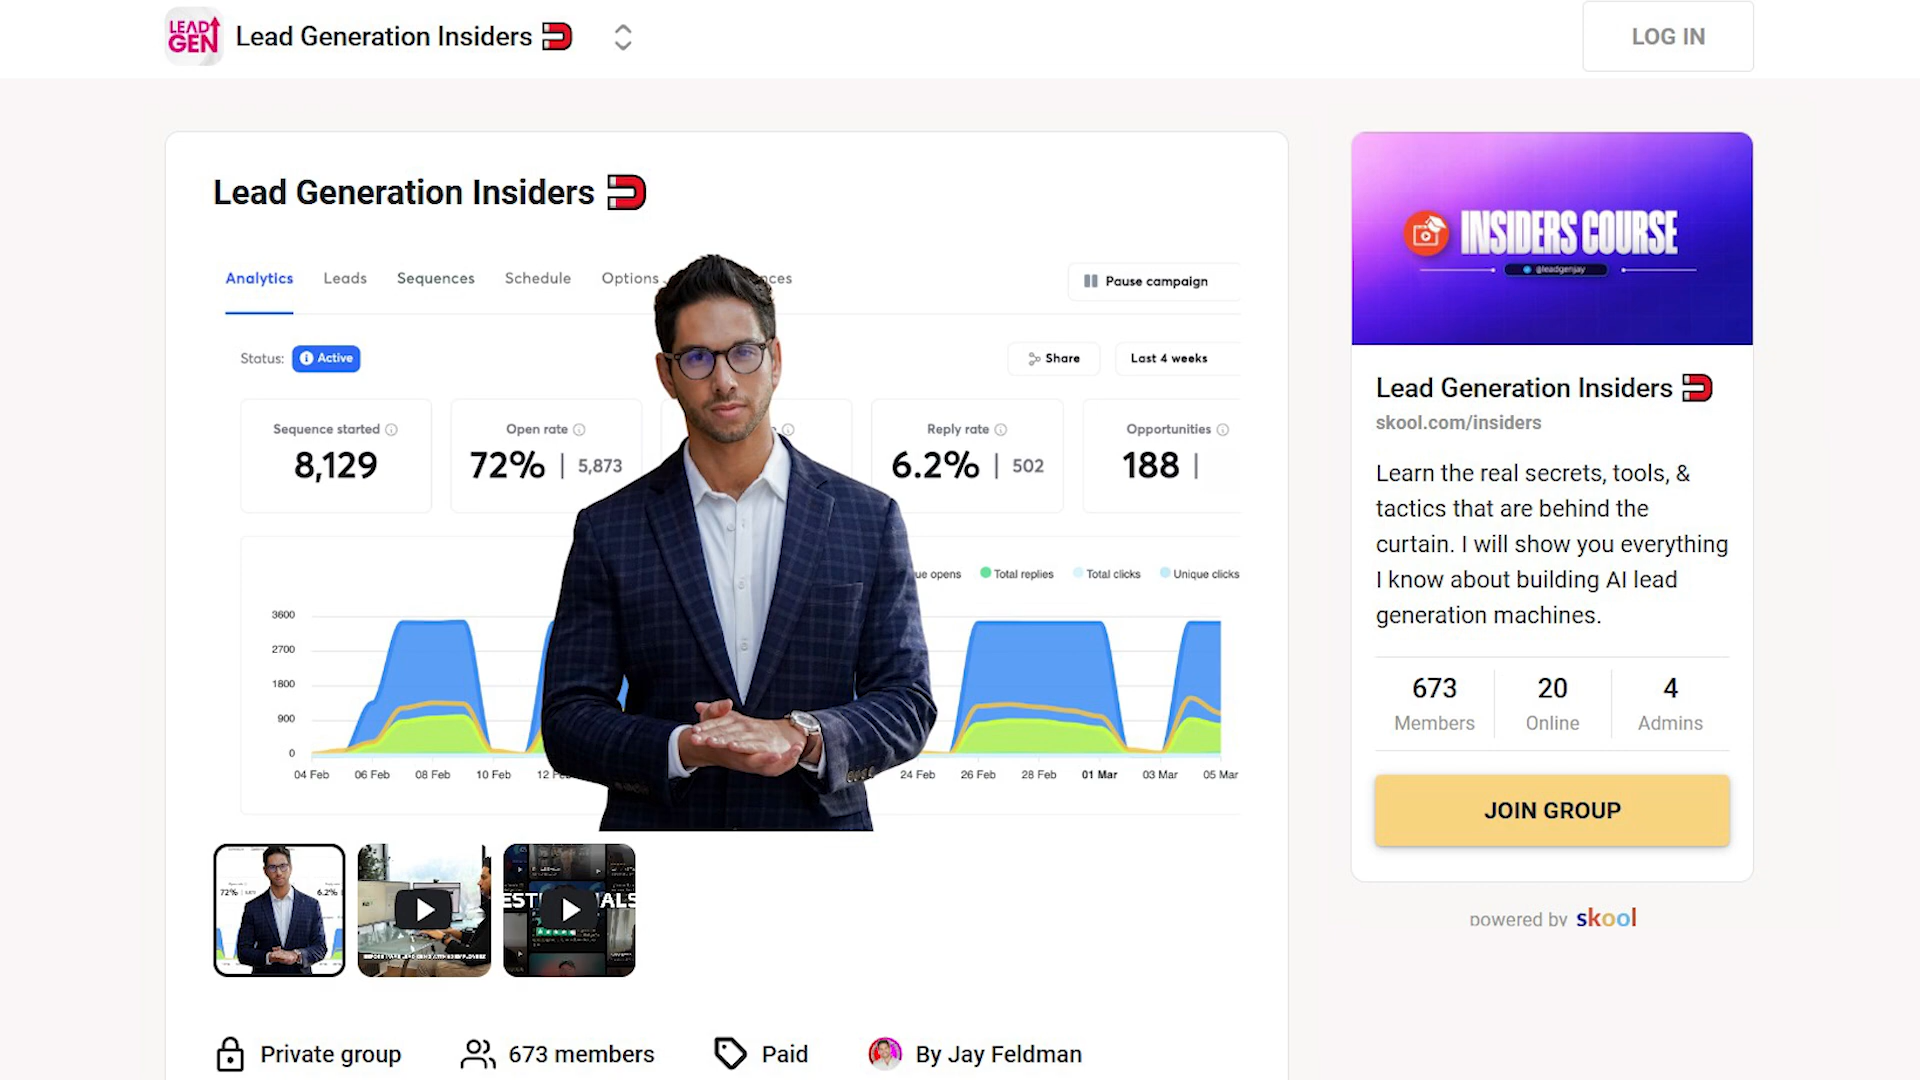 LEAD GEN
Lead Generation Insiders
LOG IN
Lead Generation Insiders
Analytics Leads Sequences Schedule Options
Pause campaign
Status: Active
Share Last 4 weeks
Sequence started
8,129
Open rate
72% | 5,873
Reply rate
6.2% | 502
Opportunities
188 |
opens Total replies Total clicks Unique clicks
3600
2700
1800
900
0
04 Feb 06 Feb 08 Feb 10 Feb 12 24 Feb 26 Feb 28 Feb 01 Mar 03 Mar 05 Mar
72% 6.2%
Private group 673 members Paid By Jay Feldman
INSIDERS COURSE
@leadgenjay
Lead Generation Insiders
skool.com/insiders
Learn the real secrets, tools, &
tactics that are behind the
curtain. I will show you everything
I know about building AI lead
generation machines.
673 20 4
Members Online Admins
JOIN GROUP
powered by skool